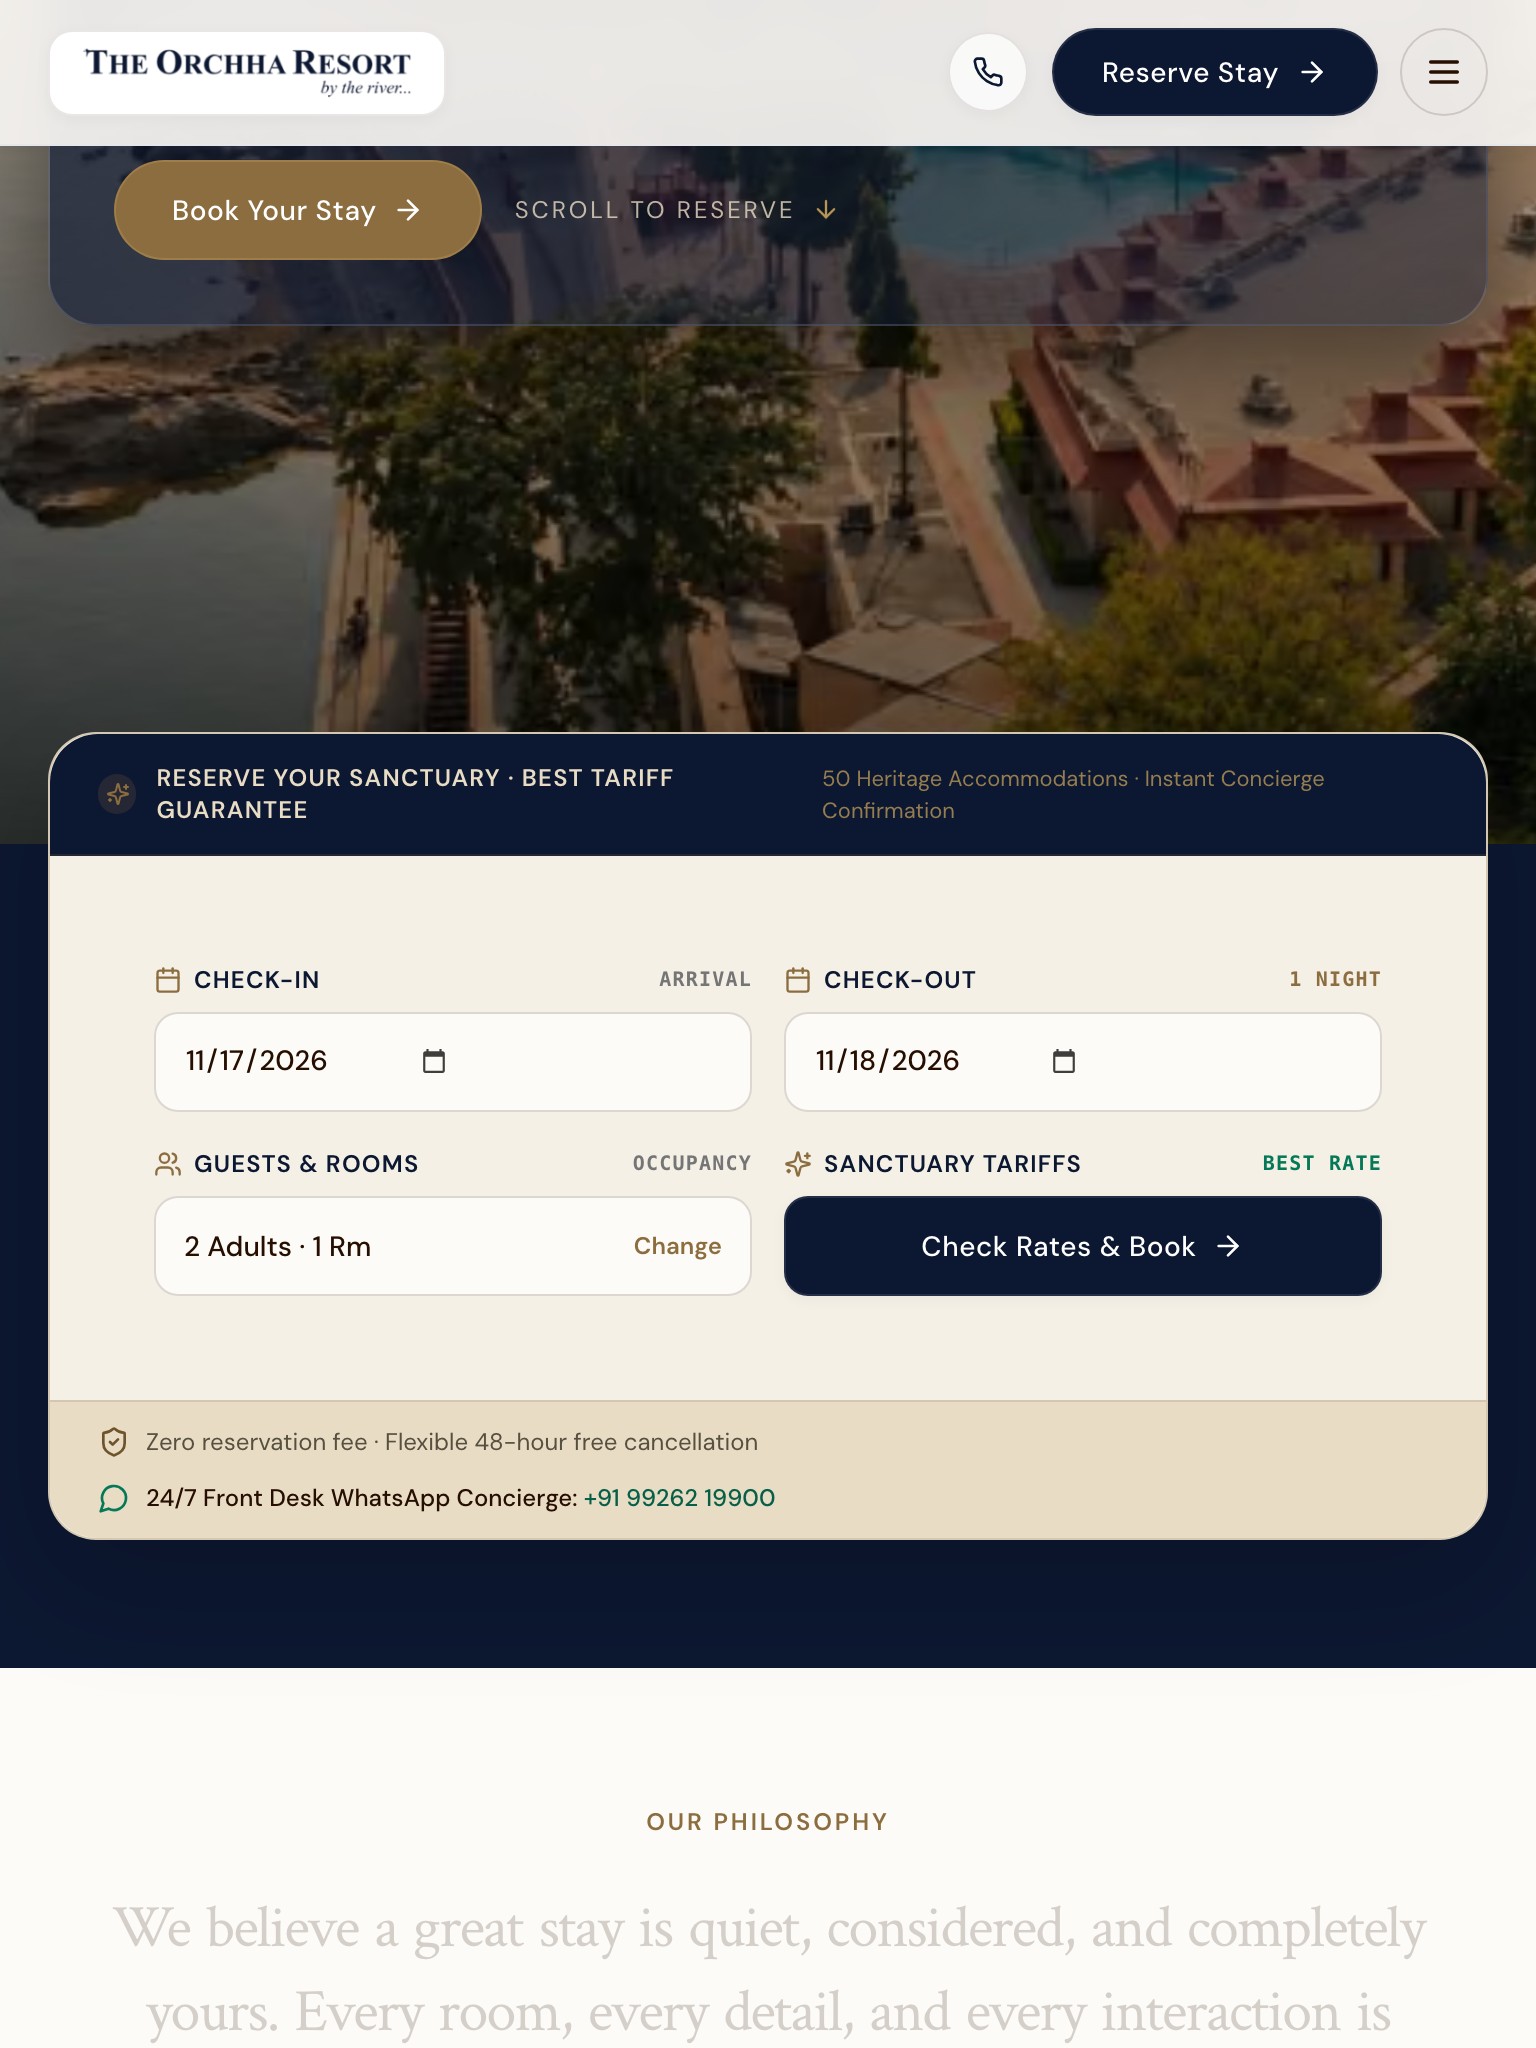 THE ORCHHA RESORT
by the river...
Reserve Stay
Book Your Stay
SCROLL TO RESERVE
RESERVE YOUR SANCTUARY · BEST TARIFF
GUARANTEE
50 Heritage Accommodations · Instant Concierge
Confirmation
CHECK-IN
ARRIVAL
11/17/2026
CHECK-OUT
1 NIGHT
11/18/2026
GUESTS & ROOMS
OCCUPANCY
2 Adults · 1 Rm
Change
SANCTUARY TARIFFS
BEST RATE
Check Rates & Book
Zero reservation fee · Flexible 48-hour free cancellation
24/7 Front Desk WhatsApp Concierge: +91 99262 19900
OUR PHILOSOPHY
We believe a great stay is quiet, considered, and completely
yours. Every room, every detail, and every interaction is